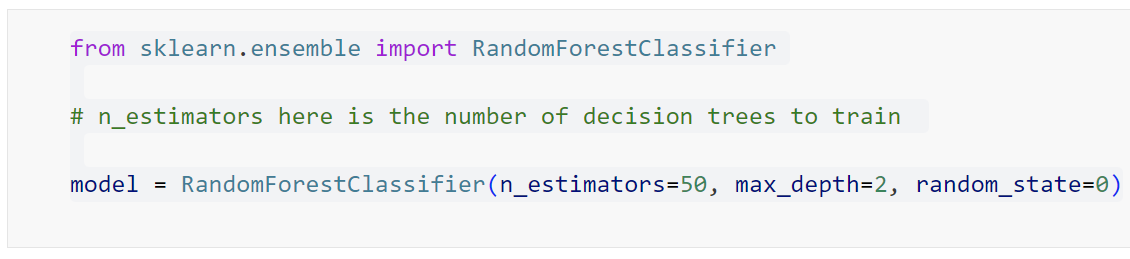 from sklearn.ensemble import RandomForestClassifier
# n_estimators here is the number of decision trees to train
model = RandomForestClassifier(n_estimators=50, max_depth=2, random_state=0)